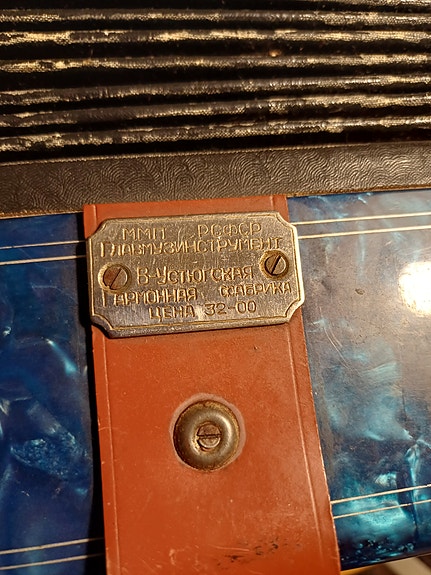 ММП РСФСР
ГЛАВМУЗИНСТРУМЕНТ
В-УСТЮГСКАЯ
ГАРМОННАЯ ФАБРИКА
ЦЕНА 32-00